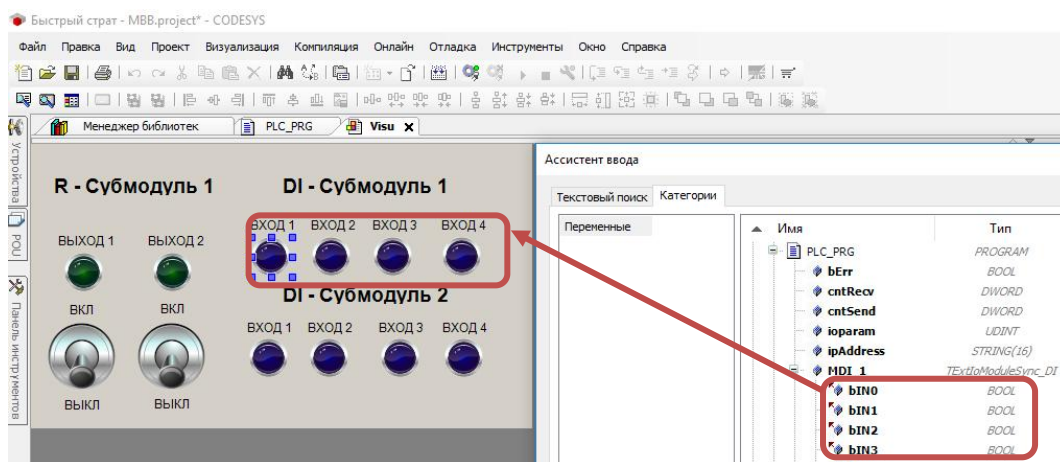 Быстрый страт - MBB.project* - CODESYS
Файл Правка Вид Проект Визуализация Компиляция Онлайн Отладка Инструменты Окно Справка
Менеджер библиотек PLC_PRG Visu x
Устройства
POU
Панель инструментов
R - Субмодуль 1
DI - Субмодуль 1
ВХОД 1 ВХОД 2 ВХОД 3 ВХОД 4
ВЫХОД 1 ВЫХОД 2
DI - Субмодуль 2
ВКЛ ВКЛ
ВХОД 1 ВХОД 2 ВХОД 3 ВХОД 4
ВЫКЛ ВЫКЛ
Ассистент ввода
Текстовый поиск Категории
Переменные
Имя Тип
PLC_PRG PROGRAM
bErr BOOL
cntRecv DWORD
cntSend DWORD
ioparam UDINT
ipAddress STRING(16)
MDI_1 TExtIoModuleSync_DI
bIN0 BOOL
bIN1 BOOL
bIN2 BOOL
bIN3 BOOL